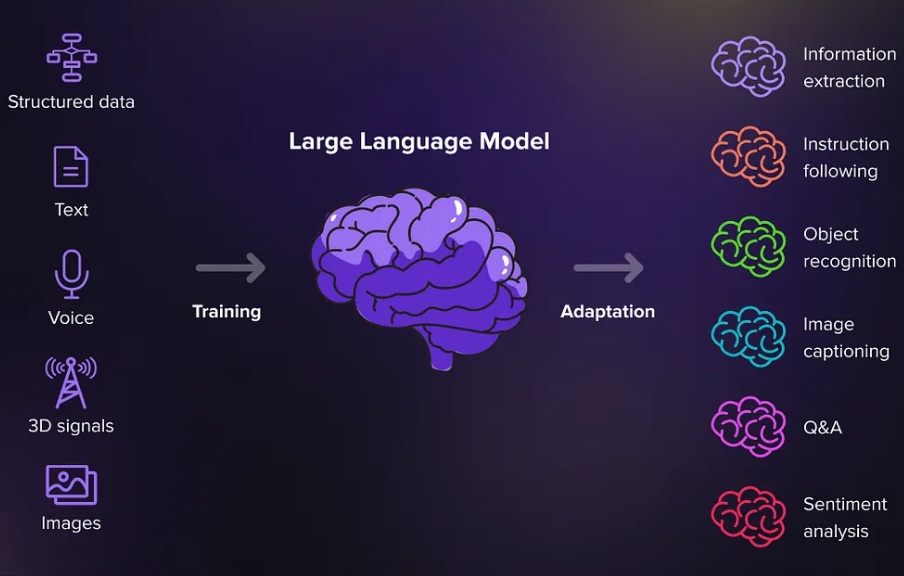 Structured data
Text
Voice
3D signals
Images
Large Language Model
Training
Adaptation
Information
extraction
Instruction
following
Object
recognition
Image
captioning
Q&A
Sentiment
analysis